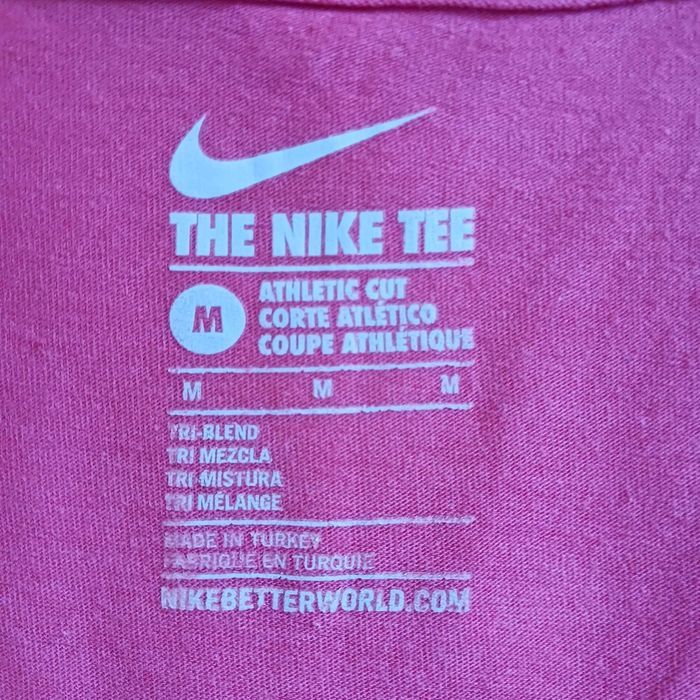 THE NIKE TEE
M
ATHLETIC CUT
CORTE ATLÉTICO
COUPE ATHLÉTIQUE
M M M
TRI-BLEND
TRI MEZCLA
TRI-MISTURA
TRI MÉLANGE
MADE IN TURKEY
FABRIQUE EN TURQUIE
NIKEBETTERWORLD.COM